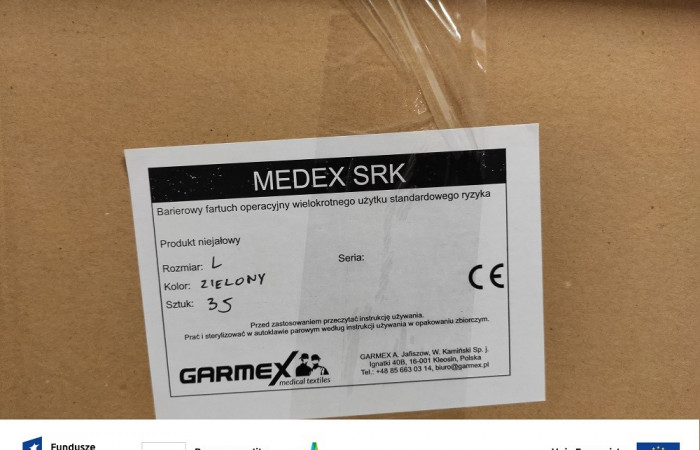 MEDEX SRK
Barierowy fartuch operacyjny wielokrotnego użytku standardowego ryzyka
Produkt niejałowy
Rozmiar: L
Seria:
Kolor: ZIELONY
Sztuk: 35
CE
Przed zastosowaniem przeczytać instrukcję używania.
Prać i sterylizować w autoklawie parowym według instrukcji używania w opakowaniu zbiorczym.
GARMEX
medical textiles
GARMEX A. Jafiszow, W. Kamiński Sp. j.
Ignatki 40B, 16-001 Kleosin, Polska
Tel.: +48 85 663 03 14, biuro@garmex.pl
Fundusze